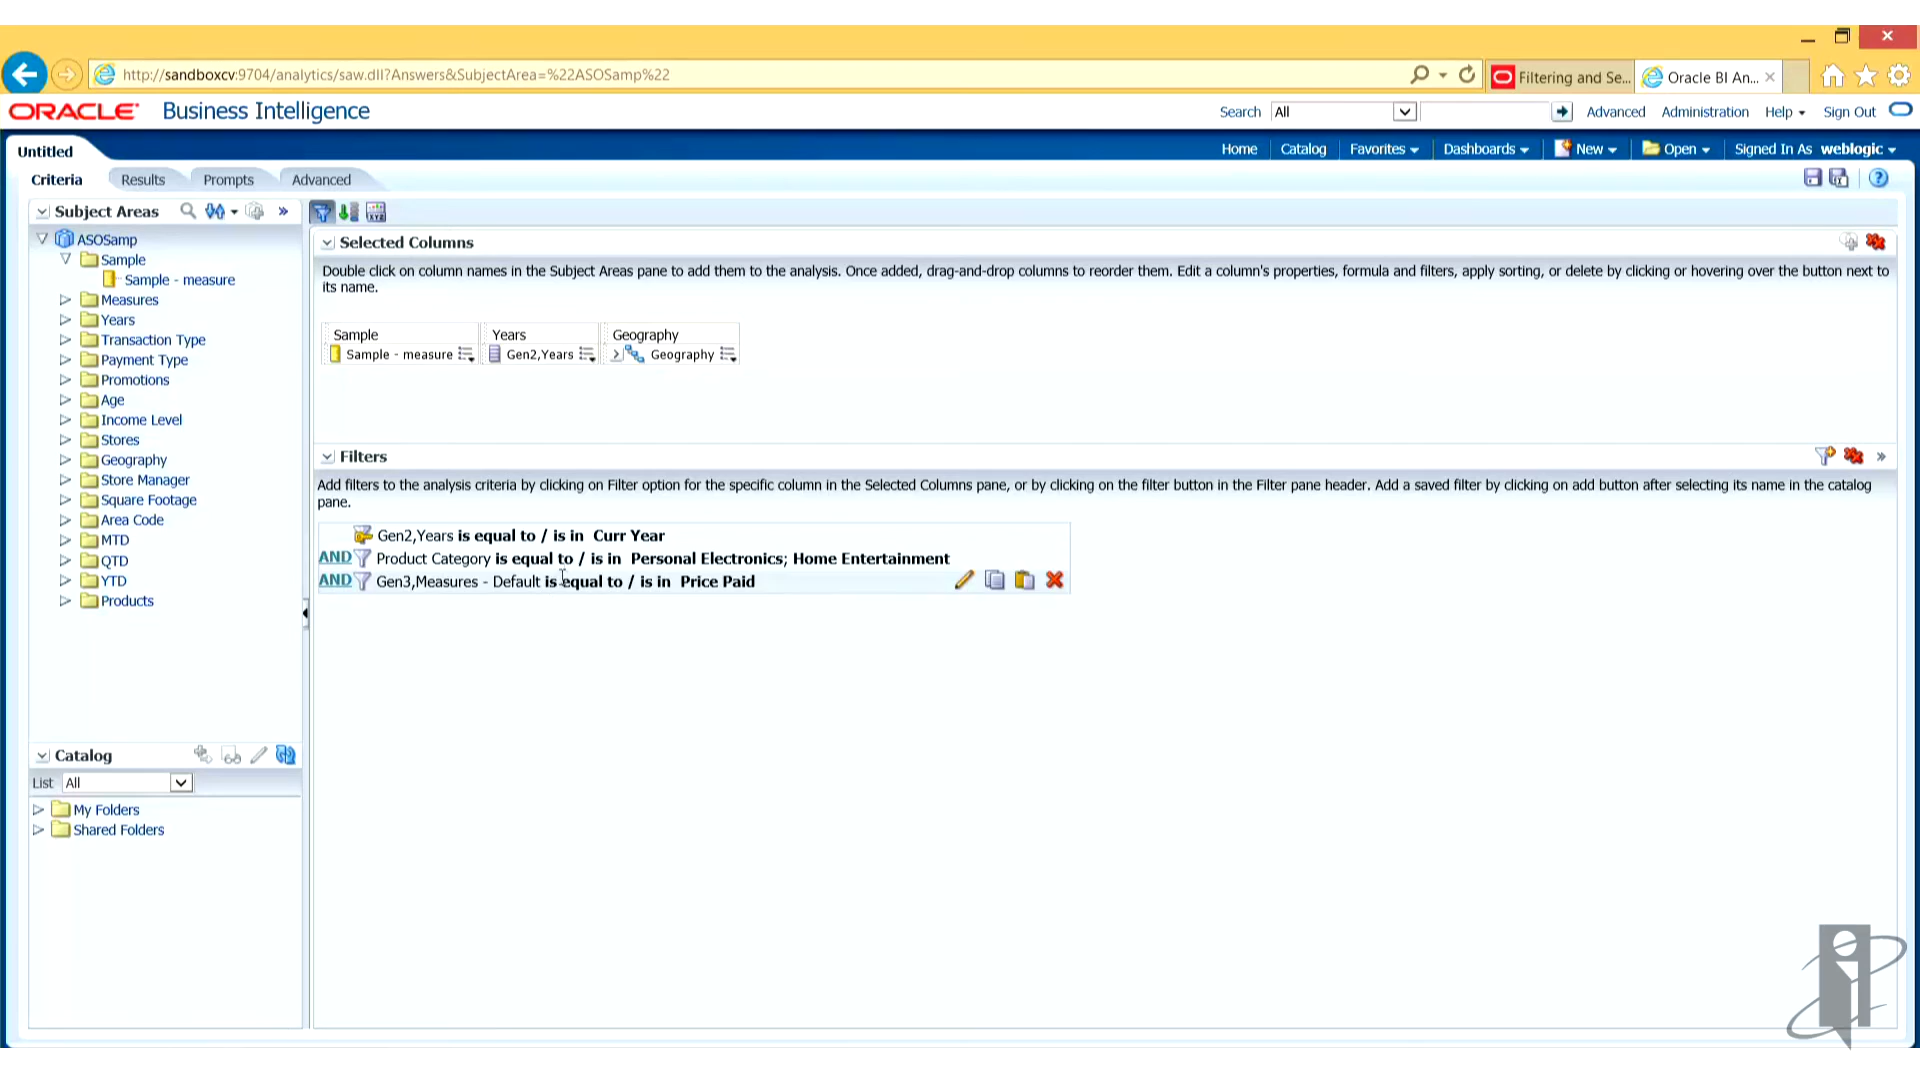 http://sandboxcv:9704/analytics/saw.dll?Answers&SubjectArea=%22ASOSamp%22
Filtering and Se...
Oracle BI An...
ORACLE Business Intelligence
Search All
Advanced Administration Help Sign Out
Untitled
Home Catalog Favorites Dashboards New Open Signed In As weblogic
Criteria Results Prompts Advanced
Subject Areas
ASOSamp
Sample
Sample - measure
Measures
Years
Transaction Type
Payment Type
Promotions
Age
Income Level
Stores
Geography
Store Manager
Square Footage
Area Code
MTD
QTD
YTD
Products
Catalog
List All
My Folders
Shared Folders
Selected Columns
Double click on column names in the Subject Areas pane to add them to the analysis. Once added, drag-and-drop columns to reorder them. Edit a column's properties, formula and filters, apply sorting, or delete by clicking or hovering over the button next to
its name.
Sample Years Geography
Sample - measure Gen2,Years Geography
Filters
Add filters to the analysis criteria by clicking on Filter option for the specific column in the Selected Columns pane, or by clicking on the filter button in the Filter pane header. Add a saved filter by clicking on add button after selecting its name in the catalog
pane.
Gen2,Years is equal to / is in Curr Year
AND Product Category is equal to / is in Personal Electronics; Home Entertainment
AND Gen3,Measures - Default is equal to / is in Price Paid